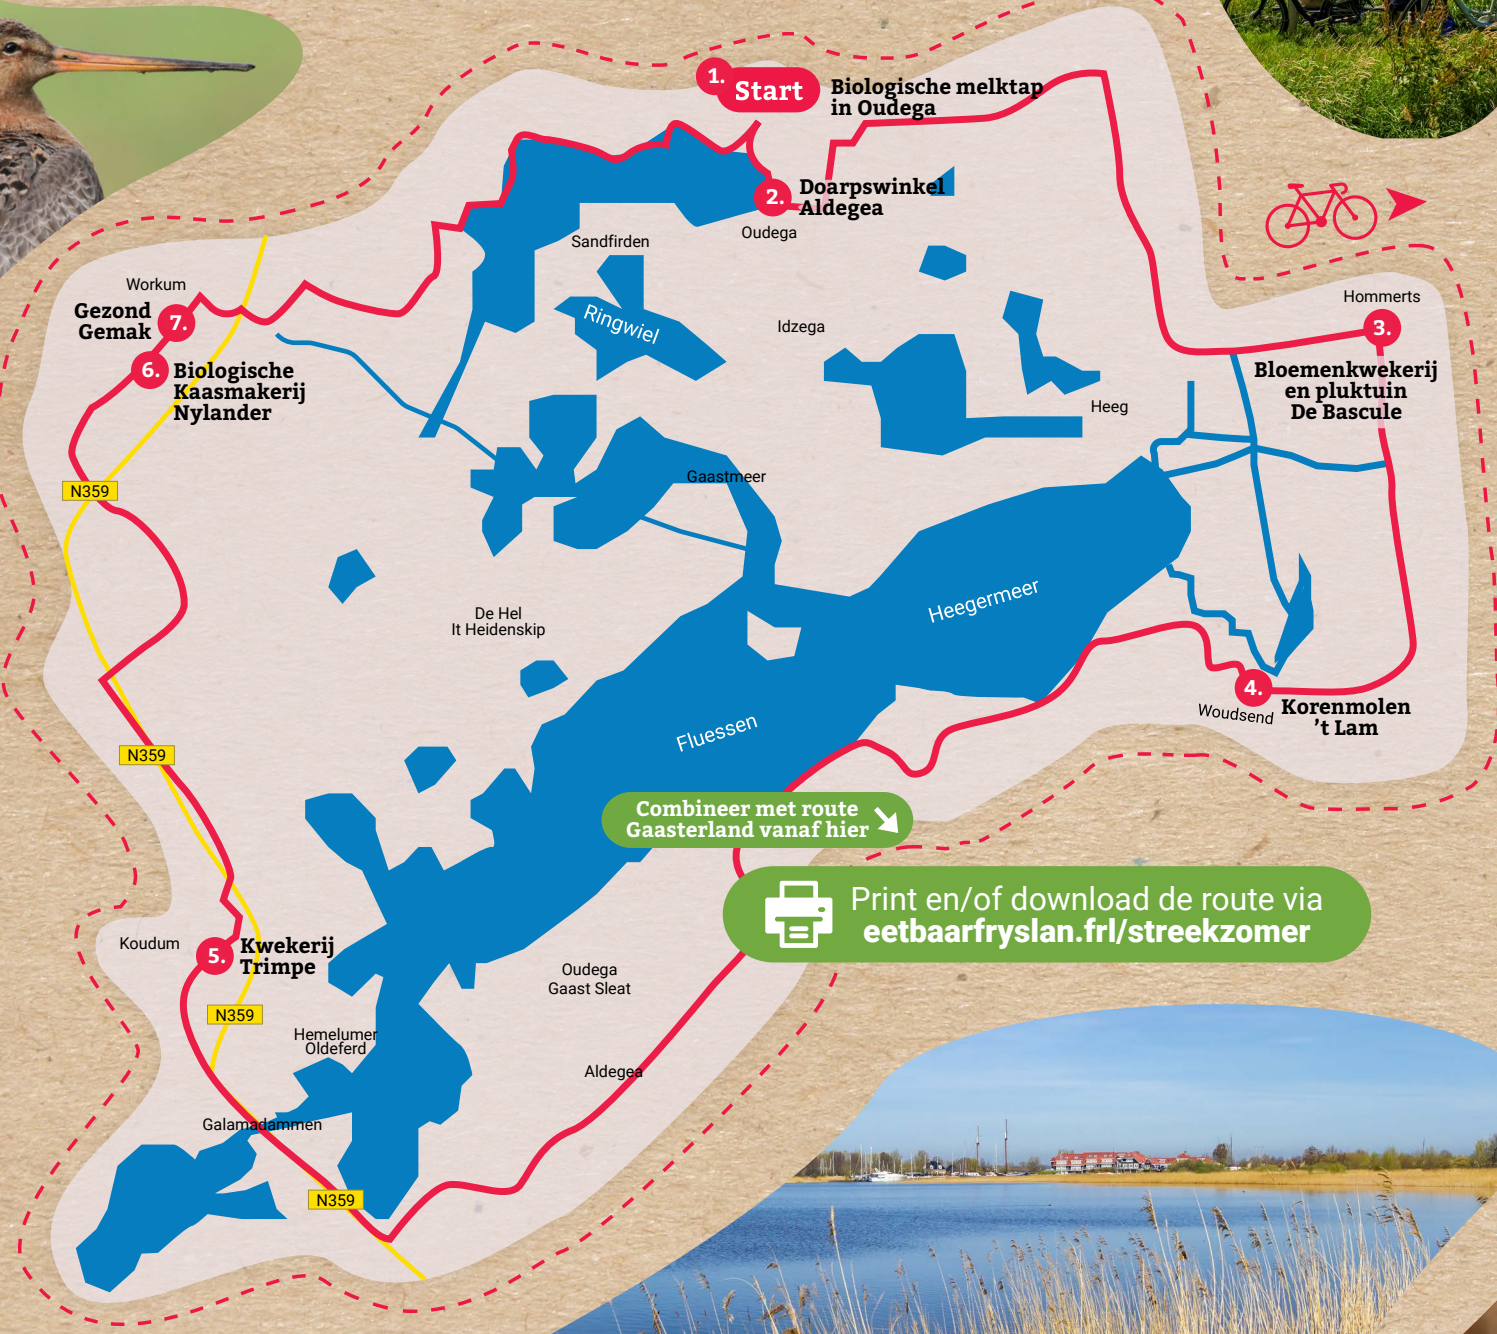 1.
Start
Biologische melktap
in Oudega
2.
Doarpswinkel
Aldegea
Oudega
Sandfirden
Ringwiel
Idzega
Workum
Gezond
Gemak
7.
6.
Biologische
Kaasmakerij
Nylander
Hommerts
3.
Bloemenkwekerij
en pluktuin
De Bascule
Heeg
Gaastmeer
N359
De Hel
It Heidenskip
Heegermeer
4.
Woudsend
Korenmolen
't Lam
Fluessen
N359
Combineer met route
Gaasterland vanaf hier
Print en/of download de route via
eetbaarfryslan.frl/streekzomer
Koudum
5.
Kwekerij
Trimpe
Oudega
Gaast Sleat
N359
Hemelumer
Oldeferd
Aldegea
Galamadammen
N359